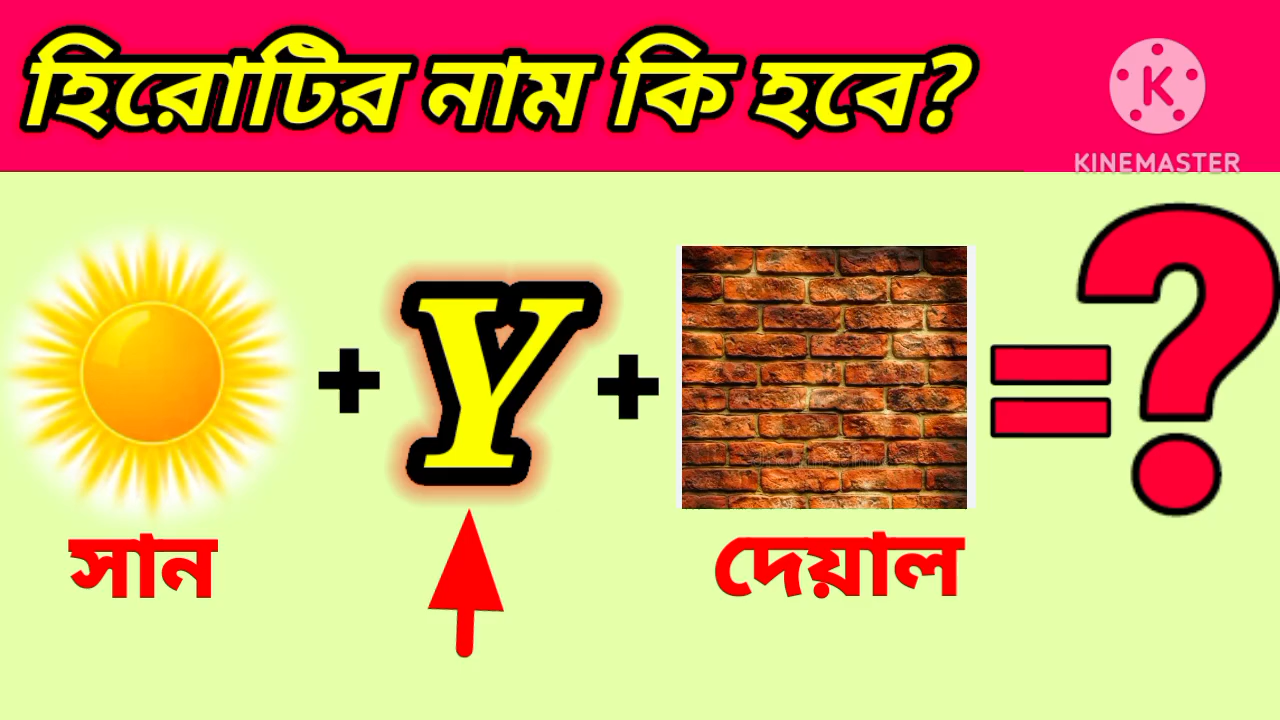 হিরোটির নাম কি হবে?
K
KINEMASTER
+ Y + = ?
সান
দেয়াল